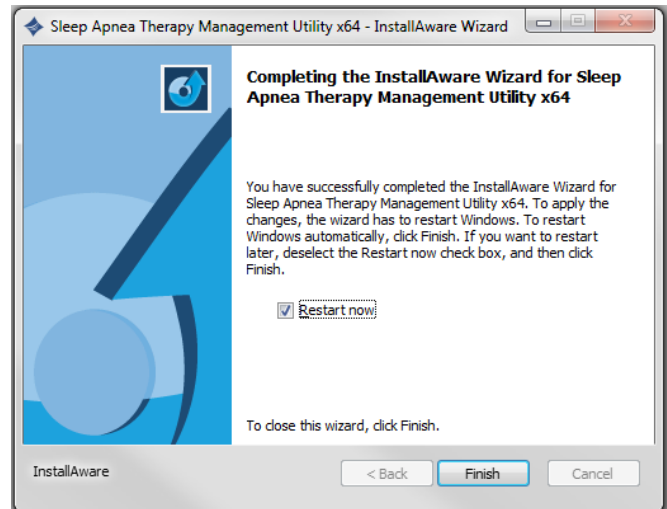 Sleep Apnea Therapy Management Utility x64 - InstallAware Wizard
Completing the InstallAware Wizard for Sleep
Apnea Therapy Management Utility x64
You have successfully completed the InstallAware Wizard for
Sleep Apnea Therapy Management Utility x64. To apply the
changes, the wizard has to restart Windows. To restart
Windows automatically, click Finish. If you want to restart
later, deselect the Restart now check box, and then click
Finish.
Restart now
To close this wizard, click Finish.
InstallAware
< Back
Finish
Cancel